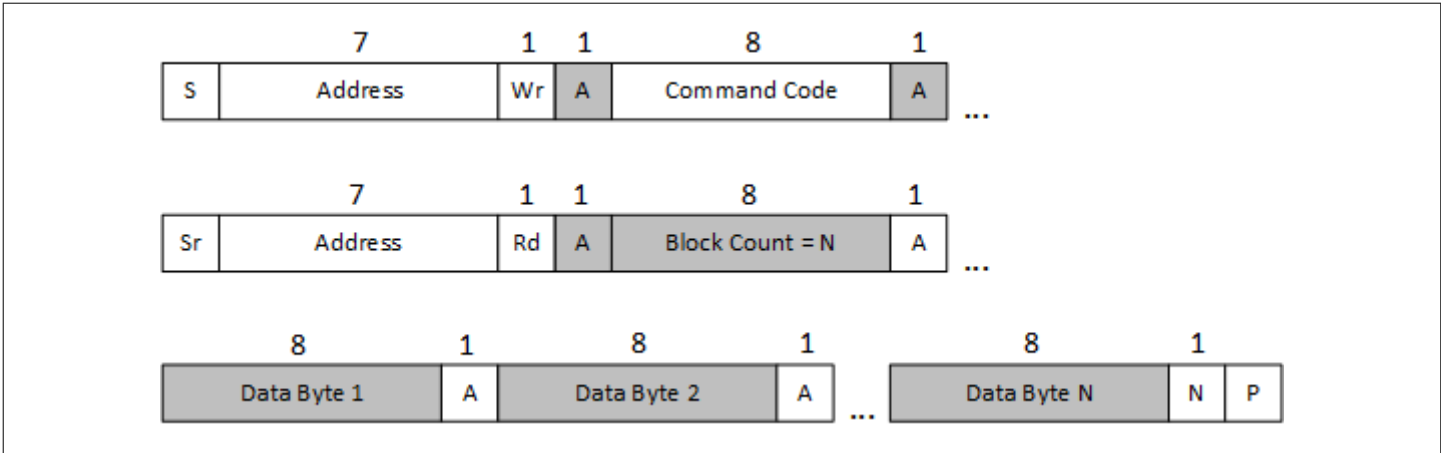 7 1 1 8 1
S Address Wr A Command Code A ...
7 1 1 8 1
Sr Address Rd A Block Count = N A ...
8 1 8 1 8 1
Data Byte 1 A Data Byte 2 A ... Data Byte N N P